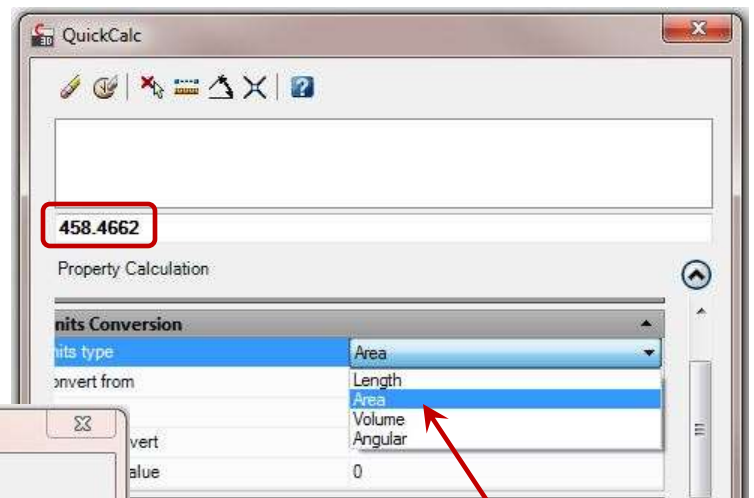 QuickCalc
458.4662
Property Calculation
nits Conversion
nits type Area
onvert from Length
Area
Volume
vert Angular
alue 0